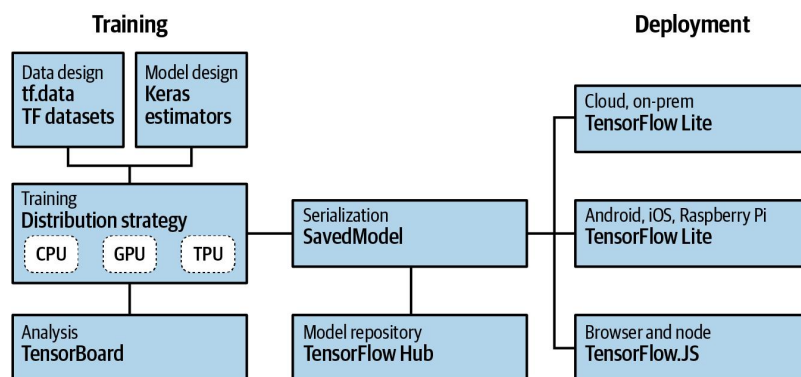 Training
Deployment
Data design
tf.data
TF datasets
Model design
Keras
estimators
Training
Distribution strategy
CPU
GPU
TPU
Analysis
TensorBoard
Serialization
SavedModel
Model repository
TensorFlow Hub
Cloud, on-prem
TensorFlow Lite
Android, iOS, Raspberry Pi
TensorFlow Lite
Browser and node
TensorFlow.JS